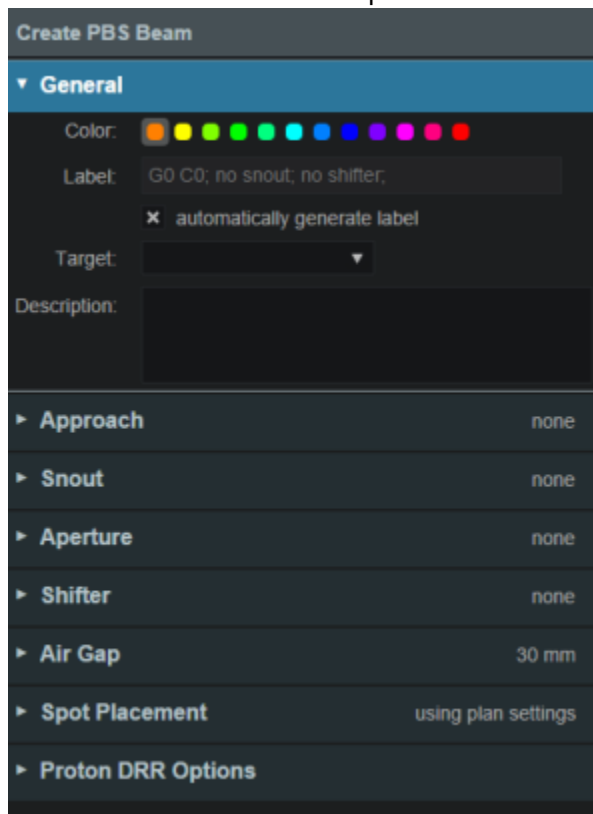 Create PBS Beam
General
Color:
Label: G0 C0; no snout; no shifter;
automatically generate label
Target:
Description:
Approach none
Snout none
Aperture none
Shifter none
Air Gap 30 mm
Spot Placement using plan settings
Proton DRR Options